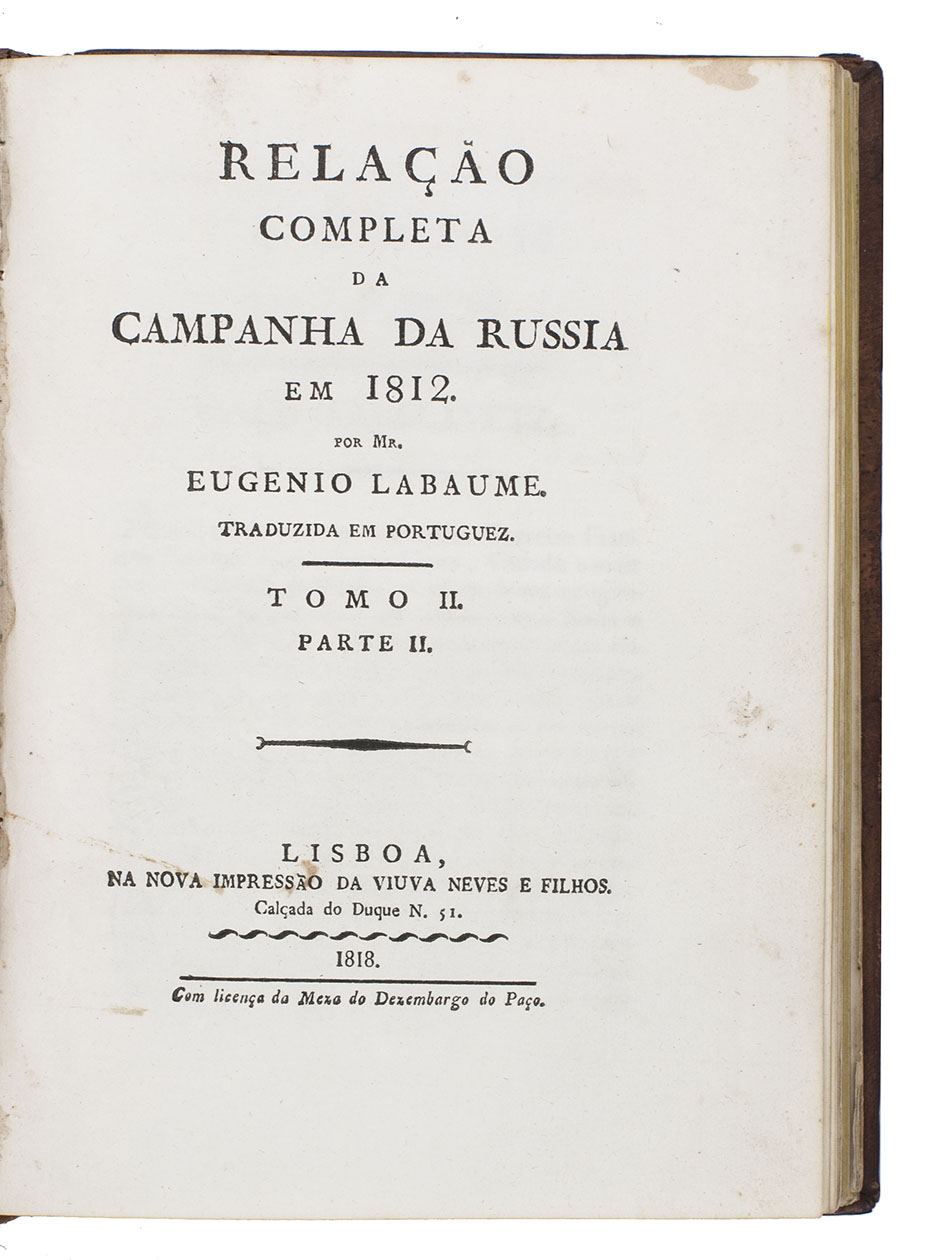 RELAÇÃO
COMPLETA
DA
CAMPANHA DA RUSSIA
EM 1812.
POR MR.
EUGENIO LABAUME.
TRADUZIDA EM PORTUGUEZ.
TOMO II.
PARTE II.
LISBOA,
NA NOVA IMPRESSÃO DA VIUVA NEVES E FILHOS.
Calçada do Duque N. 51.
1818.
Com licença da Meza do Dezembargo do Paço.